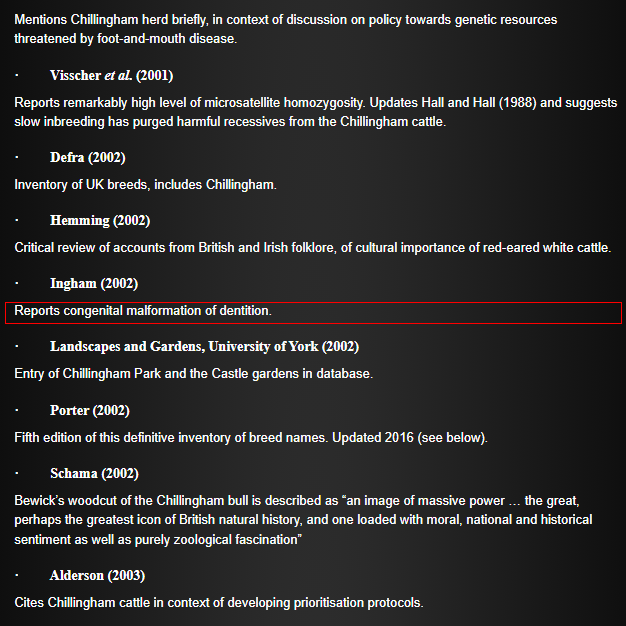 Mentions Chillingham herd briefly, in context of discussion on policy towards genetic resources
threatened by foot-and-mouth disease.
· Visscher et al. (2001)
Reports remarkably high level of microsatellite homozygosity. Updates Hall and Hall (1988) and suggests
slow inbreeding has purged harmful recessives from the Chillingham cattle.
· Defra (2002)
Inventory of UK breeds, includes Chillingham.
· Hemming (2002)
Critical review of accounts from British and Irish folklore, of cultural importance of red-eared white cattle.
· Ingham (2002)
Reports congenital malformation of dentition.
· Landscapes and Gardens, University of York (2002)
Entry of Chillingham Park and the Castle gardens in database.
· Porter (2002)
Fifth edition of this definitive inventory of breed names. Updated 2016 (see below).
· Schama (2002)
Bewick’s woodcut of the Chillingham bull is described as “an image of massive power … the great,
perhaps the greatest icon of British natural history, and one loaded with moral, national and historical
sentiment as well as purely zoological fascination”
· Alderson (2003)
Cites Chillingham cattle in context of developing prioritisation protocols.